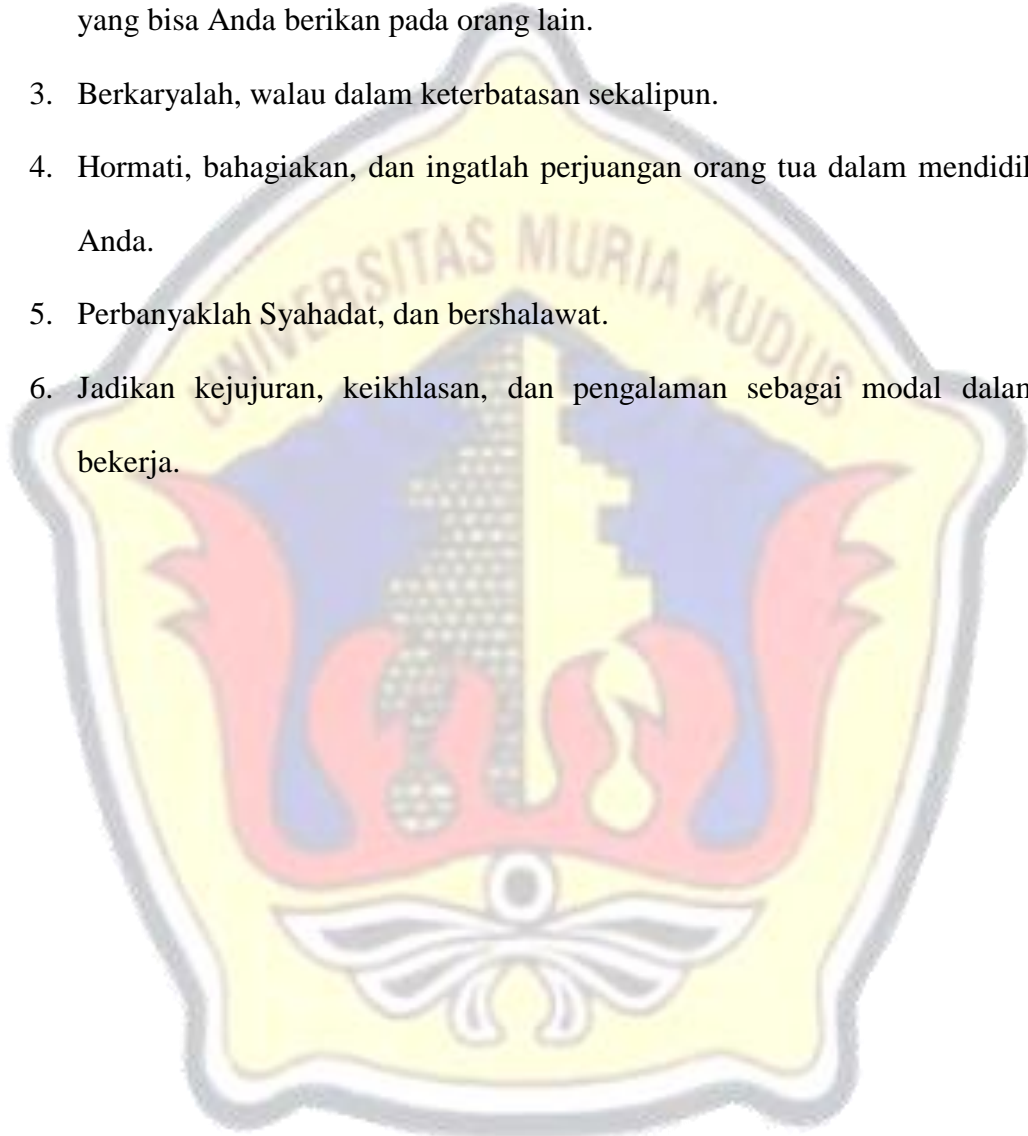 yang bisa Anda berikan pada orang lain.
3. Berkaryalah, walau dalam keterbatasan sekalipun.
4. Hormati, bahagiakan, dan ingatlah perjuangan orang tua dalam mendidi
Anda.
UNIVERSITAS MURIA KUDUS
5. Perbanyaklah Syahadat, dan bershalawat.
6. Jadikan kejujuran, keikhlasan, dan pengalaman sebagai modal dalam
bekerja.